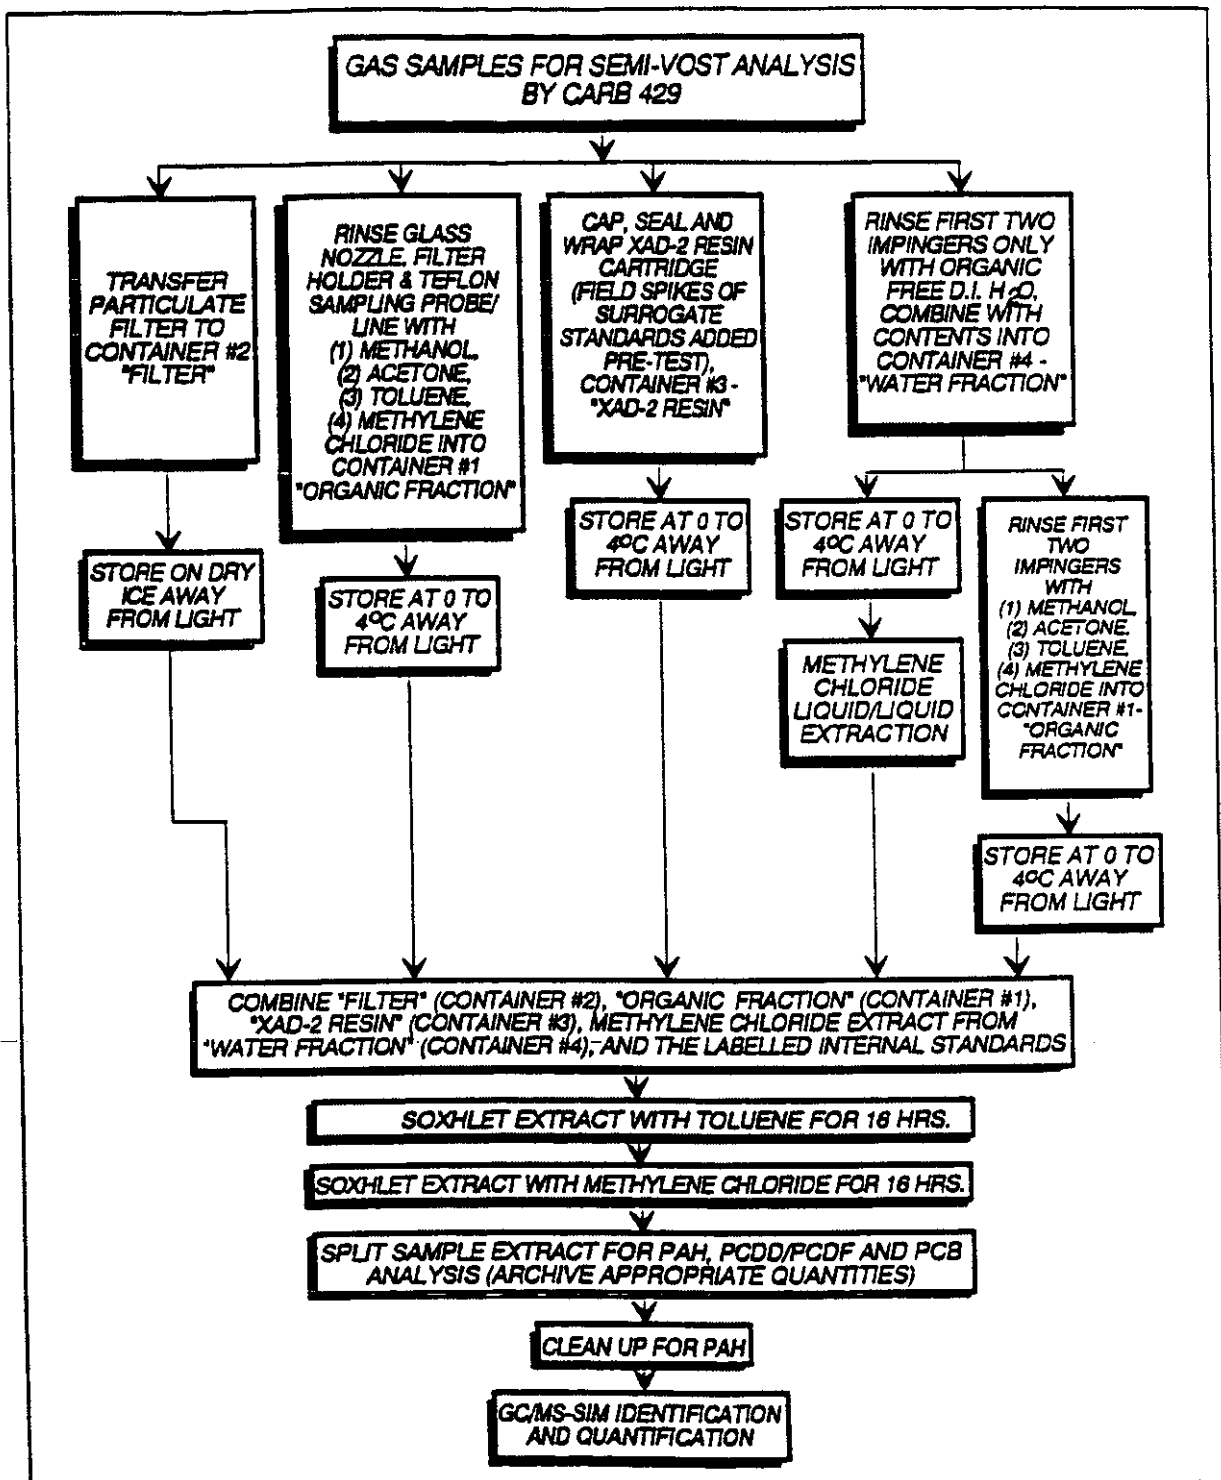 GAS SAMPLES FOR SEMI-VOST ANALYSIS
BY CARB 429
TRANSFER
PARTICULATE
FILTER TO
CONTAINER #2
"FILTER"
RINSE GLASS
NOZZLE, FILTER
HOLDER & TEFLON
SAMPLING PROBE/
LINE WITH
(1) METHANOL,
(2) ACETONE,
(3) TOLUENE,
(4) METHYLENE
CHLORIDE INTO
CONTAINER #1
"ORGANIC FRACTION"
CAP, SEAL AND
WRAP XAD-2 RESIN
CARTRIDGE
(FIELD SPIKES OF
SURROGATE
STANDARDS ADDED
PRE-TEST),
CONTAINER #3 -
"XAD-2 RESIN"
RINSE FIRST TWO
IMPINGERS ONLY
WITH ORGANIC
FREE D.I. H2O,
COMBINE WITH
CONTENTS INTO
CONTAINER #4 -
"WATER FRACTION"
STORE ON DRY
ICE AWAY
FROM LIGHT
STORE AT 0 TO
4ºC AWAY
FROM LIGHT
STORE AT 0 TO
4ºC AWAY
FROM LIGHT
STORE AT 0 TO
4ºC AWAY
FROM LIGHT
METHYLENE
CHLORIDE
LIQUID/LIQUID
EXTRACTION
RINSE FIRST
TWO
IMPINGERS
WITH
(1) METHANOL,
(2) ACETONE,
(3) TOLUENE,
(4) METHYLENE
CHLORIDE INTO
CONTAINER #1-
"ORGANIC
FRACTION"
STORE AT 0 TO
4ºC AWAY
FROM LIGHT
COMBINE "FILTER" (CONTAINER #2), "ORGANIC FRACTION" (CONTAINER #1),
"XAD-2 RESIN" (CONTAINER #3), METHYLENE CHLORIDE EXTRACT FROM
"WATER FRACTION" (CONTAINER #4), AND THE LABELLED INTERNAL STANDARDS
SOXHLET EXTRACT WITH TOLUENE FOR 16 HRS.
SOXHLET EXTRACT WITH METHYLENE CHLORIDE FOR 16 HRS.
SPLIT SAMPLE EXTRACT FOR PAH, PCDD/PCDF AND PCB
ANALYSIS (ARCHIVE APPROPRIATE QUANTITIES)
CLEAN UP FOR PAH
GC/MS-SIM IDENTIFICATION
AND QUANTIFICATION